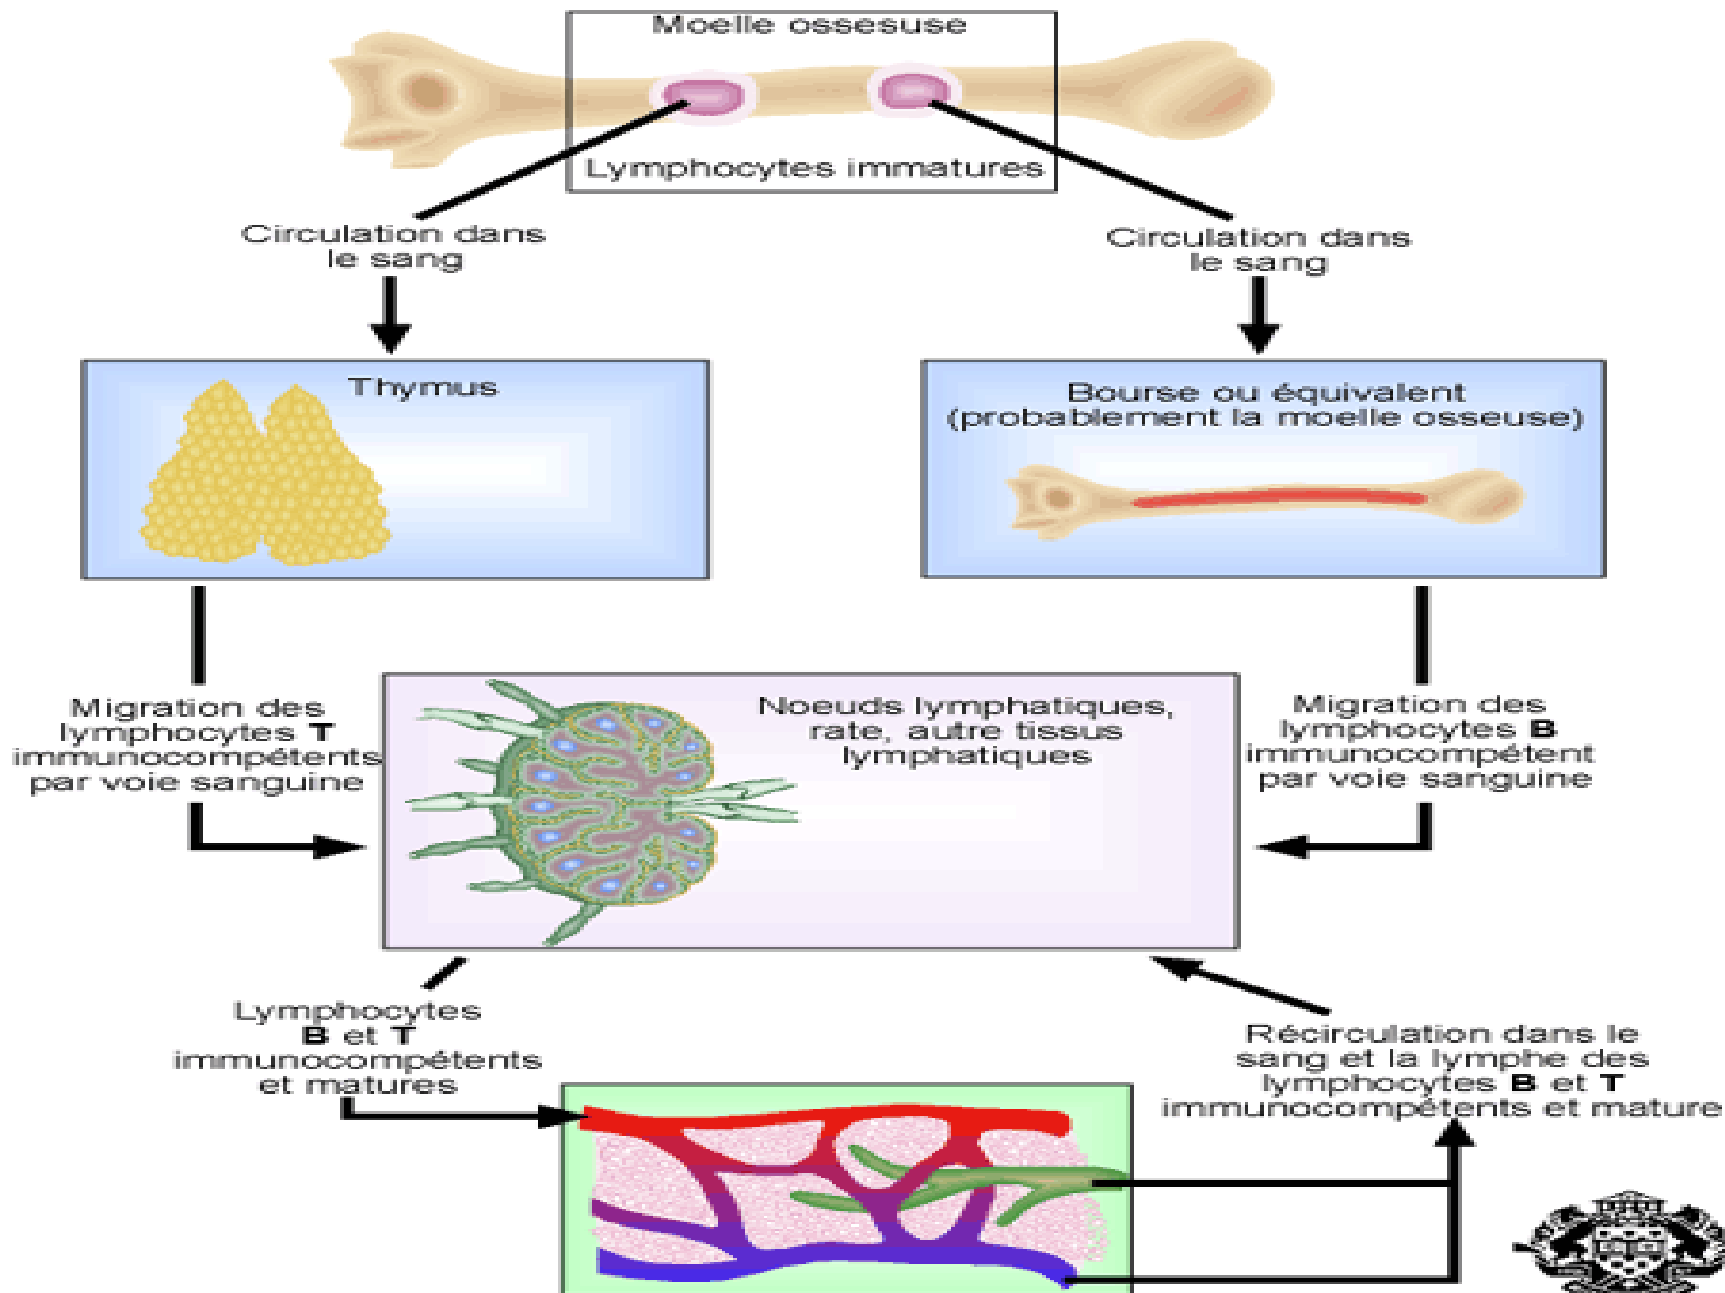 Moelle ossesuse
Lymphocytes immatures
Circulation dans
le sang
Circulation dans
le sang
Thymus
Bourse ou équivalent
(probablement la moelle osseuse)
Migration des
lymphocytes T
immunocompétents
par voie sanguine
Noeuds lymphatiques,
rate, autre tissus
lymphatiques
Migration des
lymphocytes B
immunocompétent
par voie sanguine
Lymphocytes
B et T
immunocompétents
et matures
Récirculation dans le
sang et la lymphe des
lymphocytes B et T
immunocompétents et mature